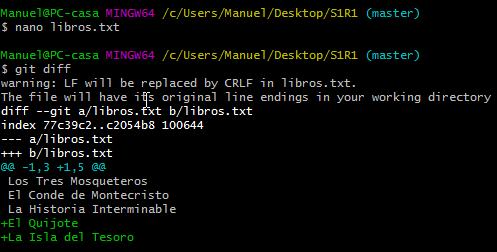 Manuel@PC-casa MINGW64 /c/Users/Manuel/Desktop/S1R1 (master)
$ nano libros.txt
Manuel@PC-casa MINGW64 /c/Users/Manuel/Desktop/S1R1 (master)
$ git diff
warning: LF will be replaced by CRLF in libros.txt.
The file will have its original line endings in your working directory
diff --git a/libros.txt b/libros.txt
index 77c39c2..c2054b8 100644
--- a/libros.txt
+++ b/libros.txt
@@ -1,3 +1,5 @@
 Los Tres Mosqueteros
 El Conde de Montecristo
 La Historia Interminable
+El Quijote
+La Isla del Tesoro